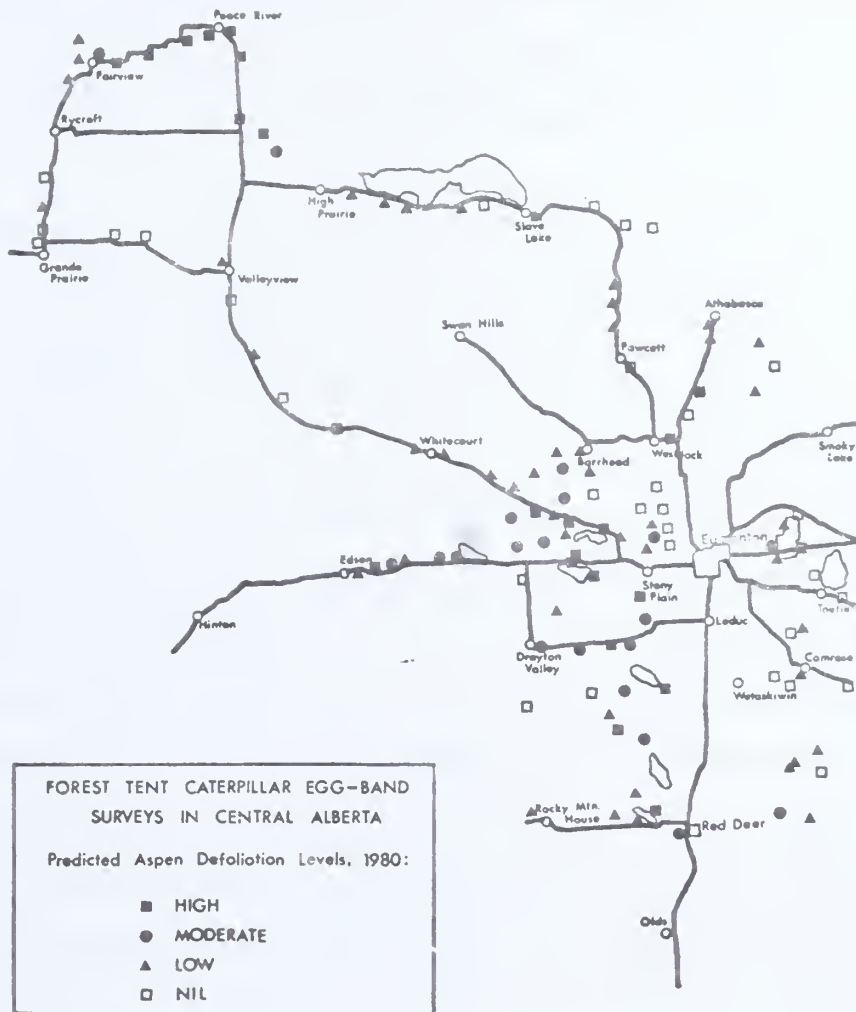 Peace River
Fairview
Rycroft
High
Prairie
Slave
Lake
Grande
Prairie
Valleyview
Athabasca
Swan Hills
Fawcett
Whitecourt
Barrhead
Westlock
Smoky
Lake
Edmonton
Edson
Stony
Plain
Hinton
Leduc
Drayton
Valley
Camrose
Wetaskiwin
Rocky Mtn.
House
Red Deer
Olds
FOREST TENT CATERPILLAR EGG-BAND
SURVEYS IN CENTRAL ALBERTA
Predicted Aspen Defoliation Levels, 1980:
HIGH
MODERATE
LOW
NIL